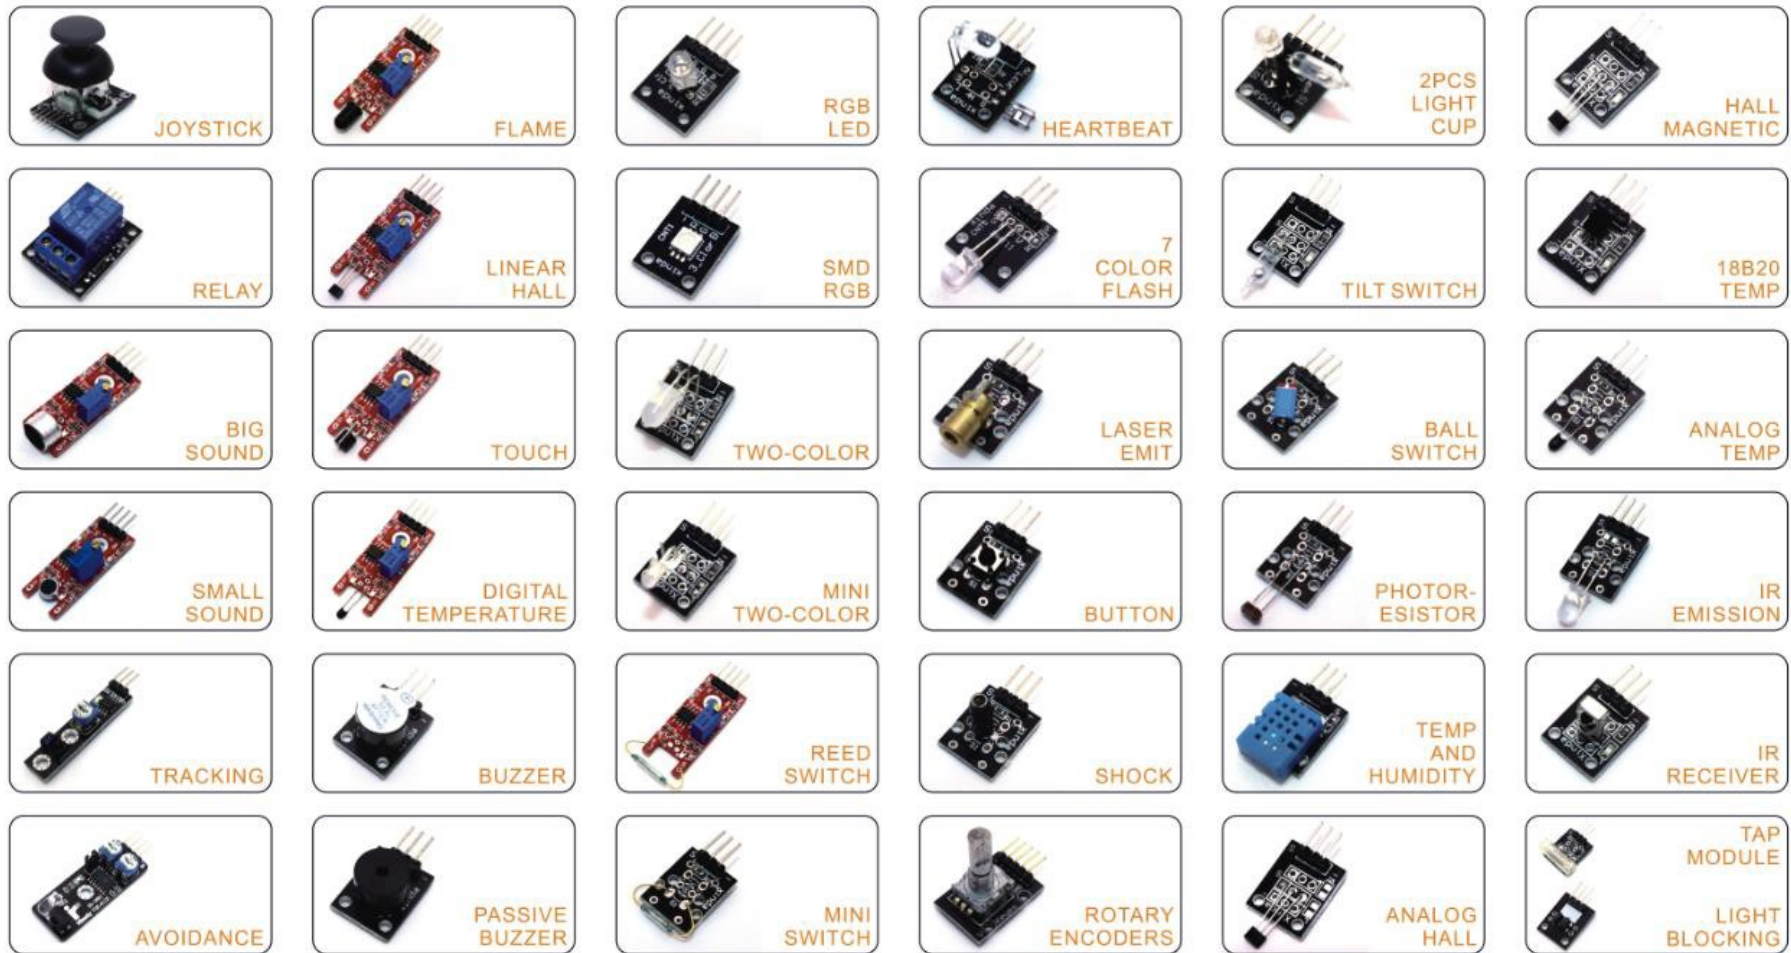 JOYSTICK
FLAME
RGB
LED
HEARTBEAT
2PCS
LIGHT
CUP
HALL
MAGNETIC
RELAY
LINEAR
HALL
SMD
RGB
7
COLOR
FLASH
TILT SWITCH
18B20
TEMP
BIG
SOUND
TOUCH
TWO-COLOR
LASER
EMIT
BALL
SWITCH
ANALOG
TEMP
SMALL
SOUND
DIGITAL
TEMPERATURE
MINI
TWO-COLOR
BUTTON
PHOTOR-
ESISTOR
IR
EMISSION
TRACKING
BUZZER
REED
SWITCH
SHOCK
TEMP
AND
HUMIDITY
IR
RECEIVER
AVOIDANCE
PASSIVE
BUZZER
MINI
SWITCH
ROTARY
ENCODERS
ANALOG
HALL
TAP
MODULE
LIGHT
BLOCKING